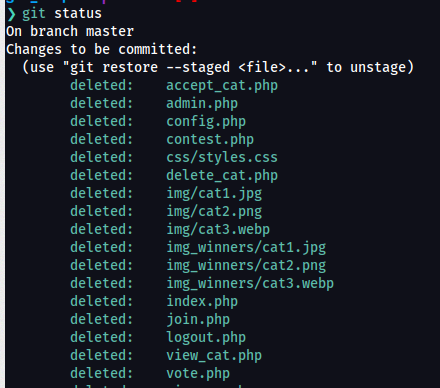 ❯ git status
On branch master
Changes to be committed:
  (use "git restore --staged <file>..." to unstage)
        deleted:    accept_cat.php
        deleted:    admin.php
        deleted:    config.php
        deleted:    contest.php
        deleted:    css/styles.css
        deleted:    delete_cat.php
        deleted:    img/cat1.jpg
        deleted:    img/cat2.png
        deleted:    img/cat3.webp
        deleted:    img_winners/cat1.jpg
        deleted:    img_winners/cat2.png
        deleted:    img_winners/cat3.webp
        deleted:    index.php
        deleted:    join.php
        deleted:    logout.php
        deleted:    view_cat.php
        deleted:    vote.php